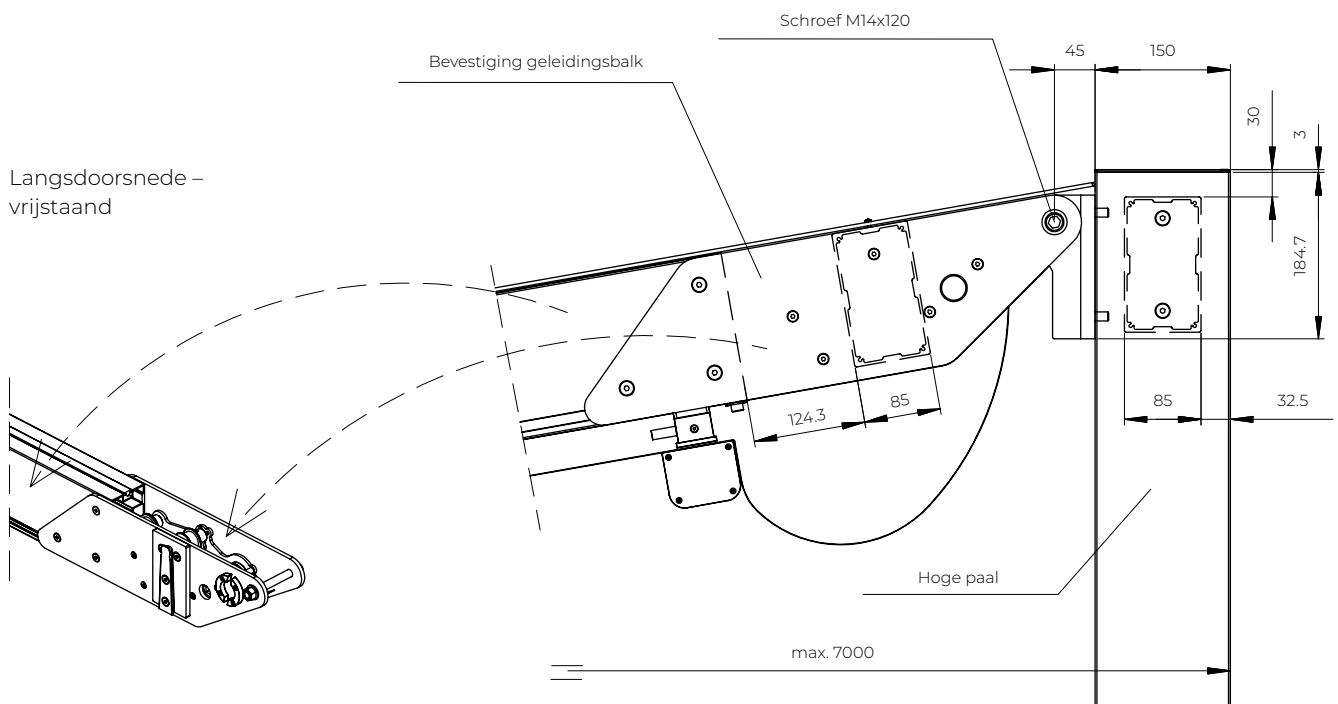 Schroef M14x120
Bevestiging geleidingsbalk
45
150
30
3
Langsdoorsnede –
vrijstaand
184.7
124.3
85
85
32.5
Hoge paal
max. 7000